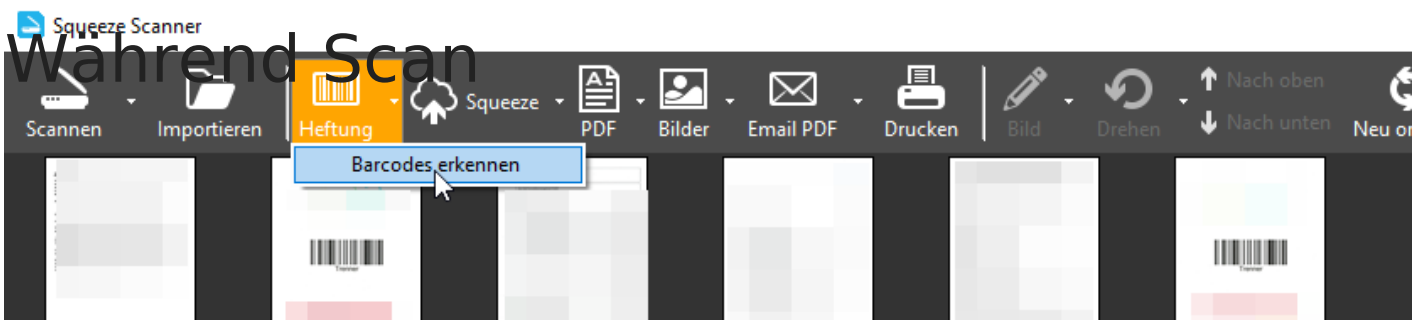 Squeeze Scanner
Während Scan
Scannen
Importieren
Heftung
Squeeze
PDF
Bilder
Email PDF
Drucken
Bild
Drehen
Nach oben
Nach unten
Neu or
Barcodes erkennen
Trenner
Trenner